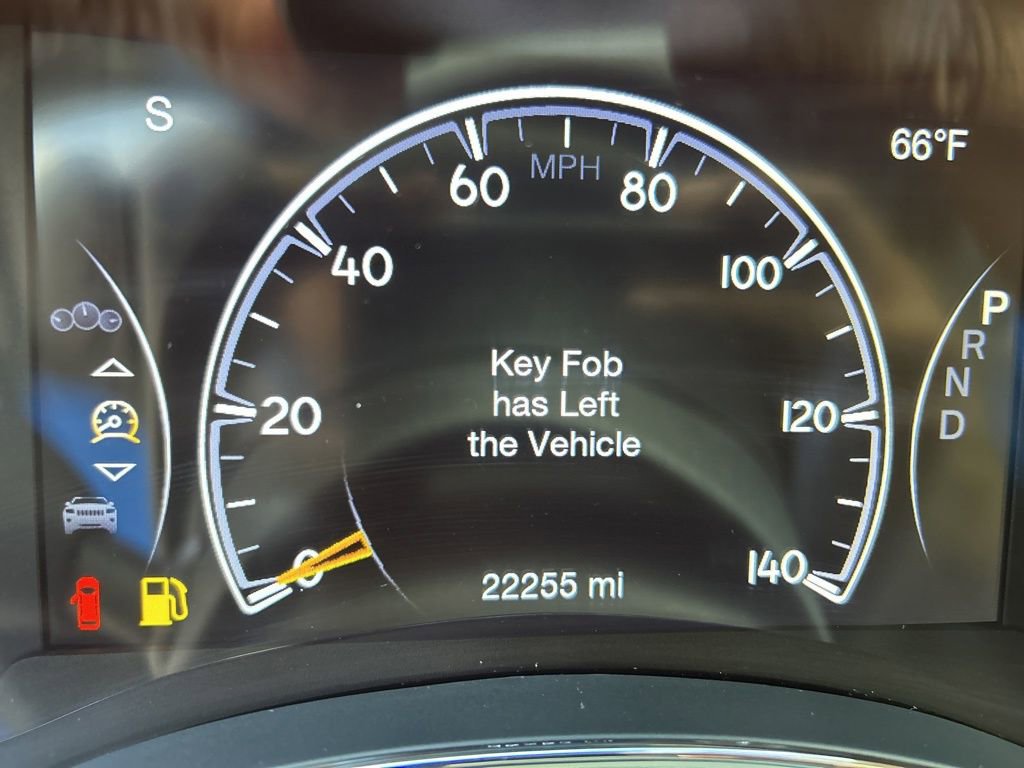 S
66°F
MPH
0
20
40
60
80
100
120
140
P
R
N
D
Key Fob
has Left
the Vehicle
22255 mi